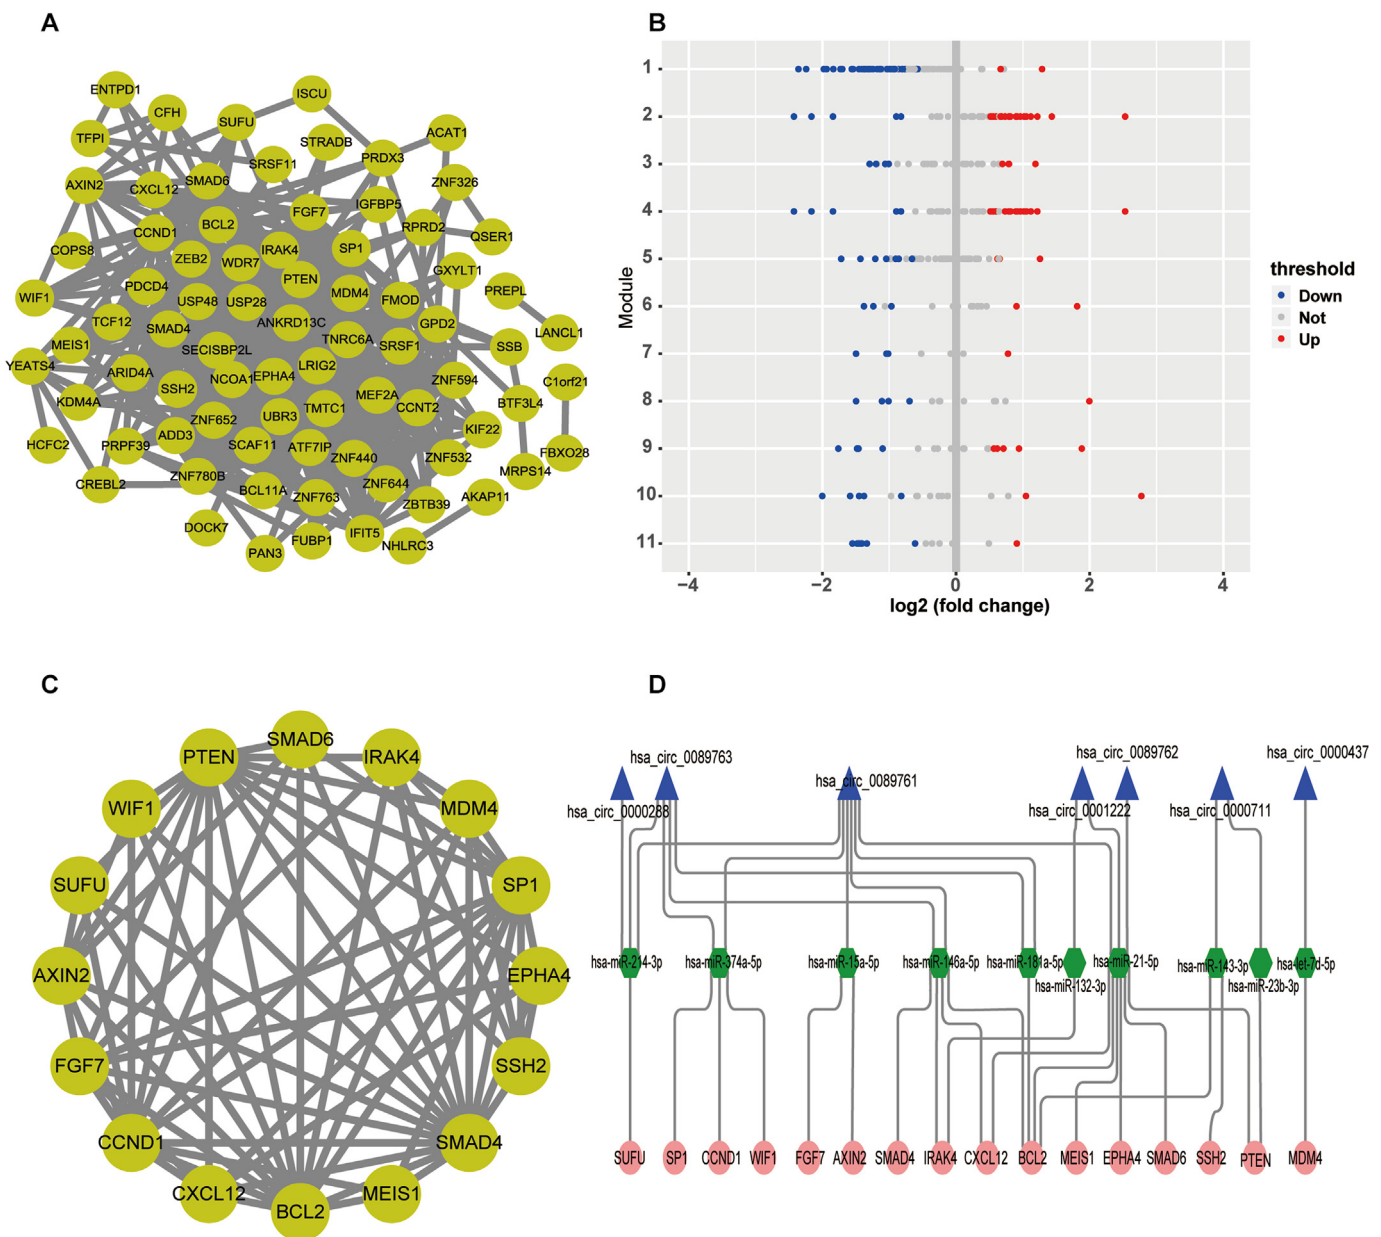 A
ENTPD1
CFH
SUFU
ISCU
TFPI
STRADB
ACAT1
SRSF11
PRDX3
AXIN2
CXCL12
SMAD6
ZNF326
FGF7
IGFBP5
CCND1
BCL2
RPRD2
QSER1
COPS8
ZEB2
WDR7
IRAK4
SP1
PTEN
GXYLT1
PREPL
WIF1
PDCD4
USP48
USP28
MDM4
FMOD
TCF12
SMAD4
ANKRD13C
GPD2
LANCL1
MEIS1
SECISBP2L
TNRC6A
SRSF1
SSB
YEATS4
ARID4A
SSH2
NCOA1
EPHA4
LRIG2
ZNF594
C1orf21
KDM4A
ZNF652
UBR3
TMTC1
MEF2A
CCNT2
BTF3L4
HCFC2
PRPF39
ADD3
SCAF11
ATF7IP
ZNF440
ZNF532
KIF22
FBXO28
CREBL2
ZNF780B
BCL11A
ZNF763
ZNF644
ZBTB39
AKAP11
MRPS14
DOCK7
PAN3
FUBP1
IFIT5
NHLRC3
B
Module
1
2
3
4
5
6
7
8
9
10
11
−4
−2
0
2
4
log2 (fold change)
threshold
Down
Not
Up
C
SMAD6
PTEN
IRAK4
WIF1
MDM4
SUFU
SP1
AXIN2
EPHA4
FGF7
SSH2
CCND1
SMAD4
CXCL12
MEIS1
BCL2
D
hsa_circ_0089763
hsa_circ_0089762
hsa_circ_0000437
hsa_circ_0089761
hsa_circ_0000288
hsa_circ_0001222
hsa_circ_0000711
hsa-miR-214-3p
hsa-miR-374a-5p
hsa-miR-15a-5p
hsa-miR-146a-5p
hsa-miR-181a-5p
hsa-miR-21-5p
hsa-miR-143-3p
hsa-let-7d-5p
hsa-miR-132-3p
hsa-miR-23b-3p
SUFU
SP1
CCND1
WIF1
FGF7
AXIN2
SMAD4
IRAK4
CXCL12
BCL2
MEIS1
EPHA4
SMAD6
SSH2
PTEN
MDM4